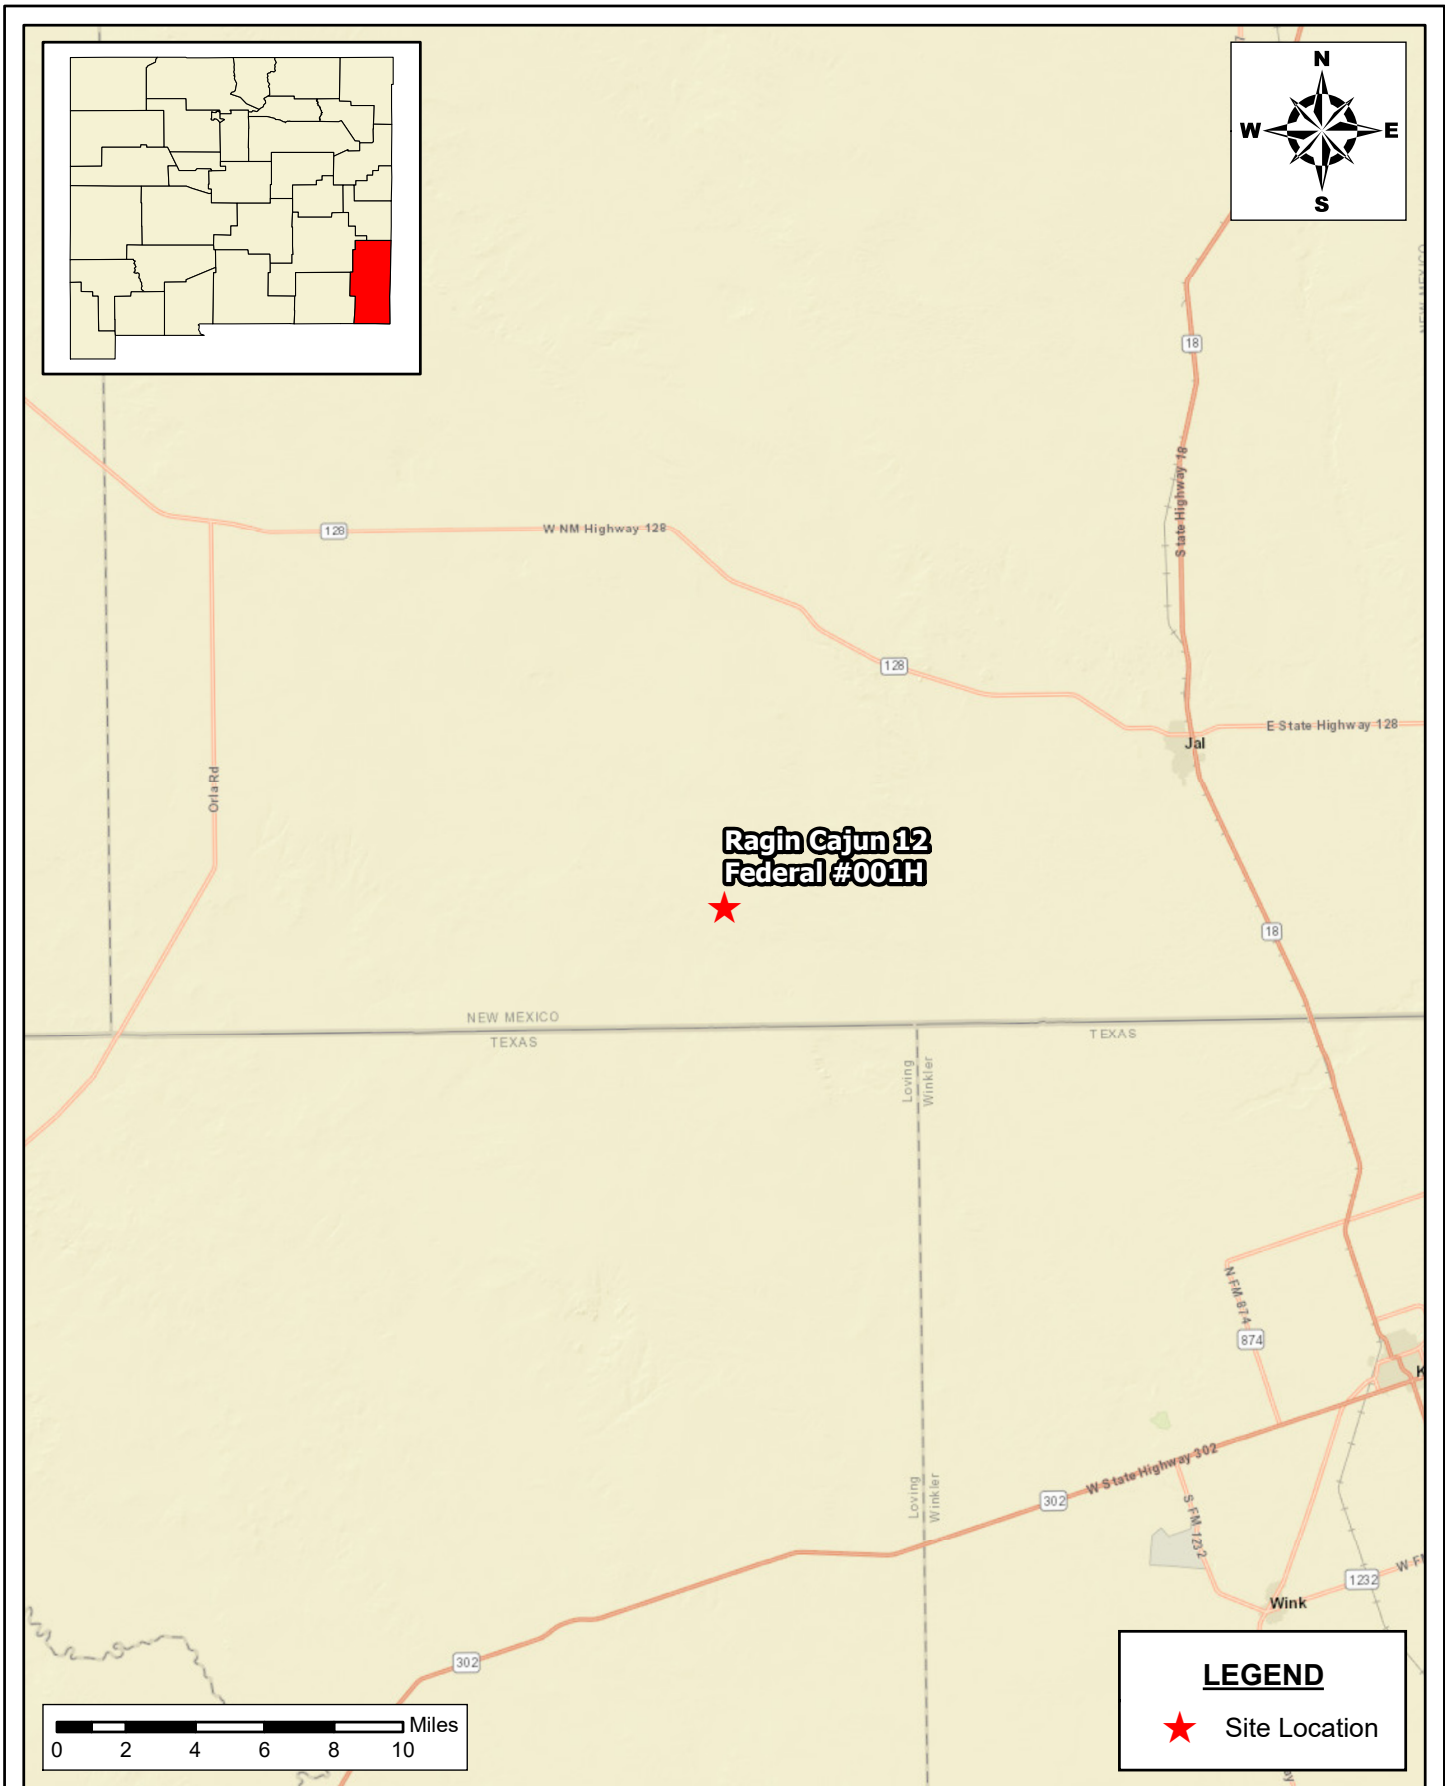 N
W
E
S
NEW MEXICO
18
State Highway 18
128
W NM Highway 128
128
E State Highway 128
Jal
Orla Rd
Ragin Cajun 12
Federal #001H
18
NEW MEXICO
TEXAS
TEXAS
Loving
Winkler
N FM 874
874
K
W State Highway 302
302
Loving
Winkler
S FM 1232
1232
W F
Wink
302
LEGEND
Site Location
Miles
0 2 4 6 8 10